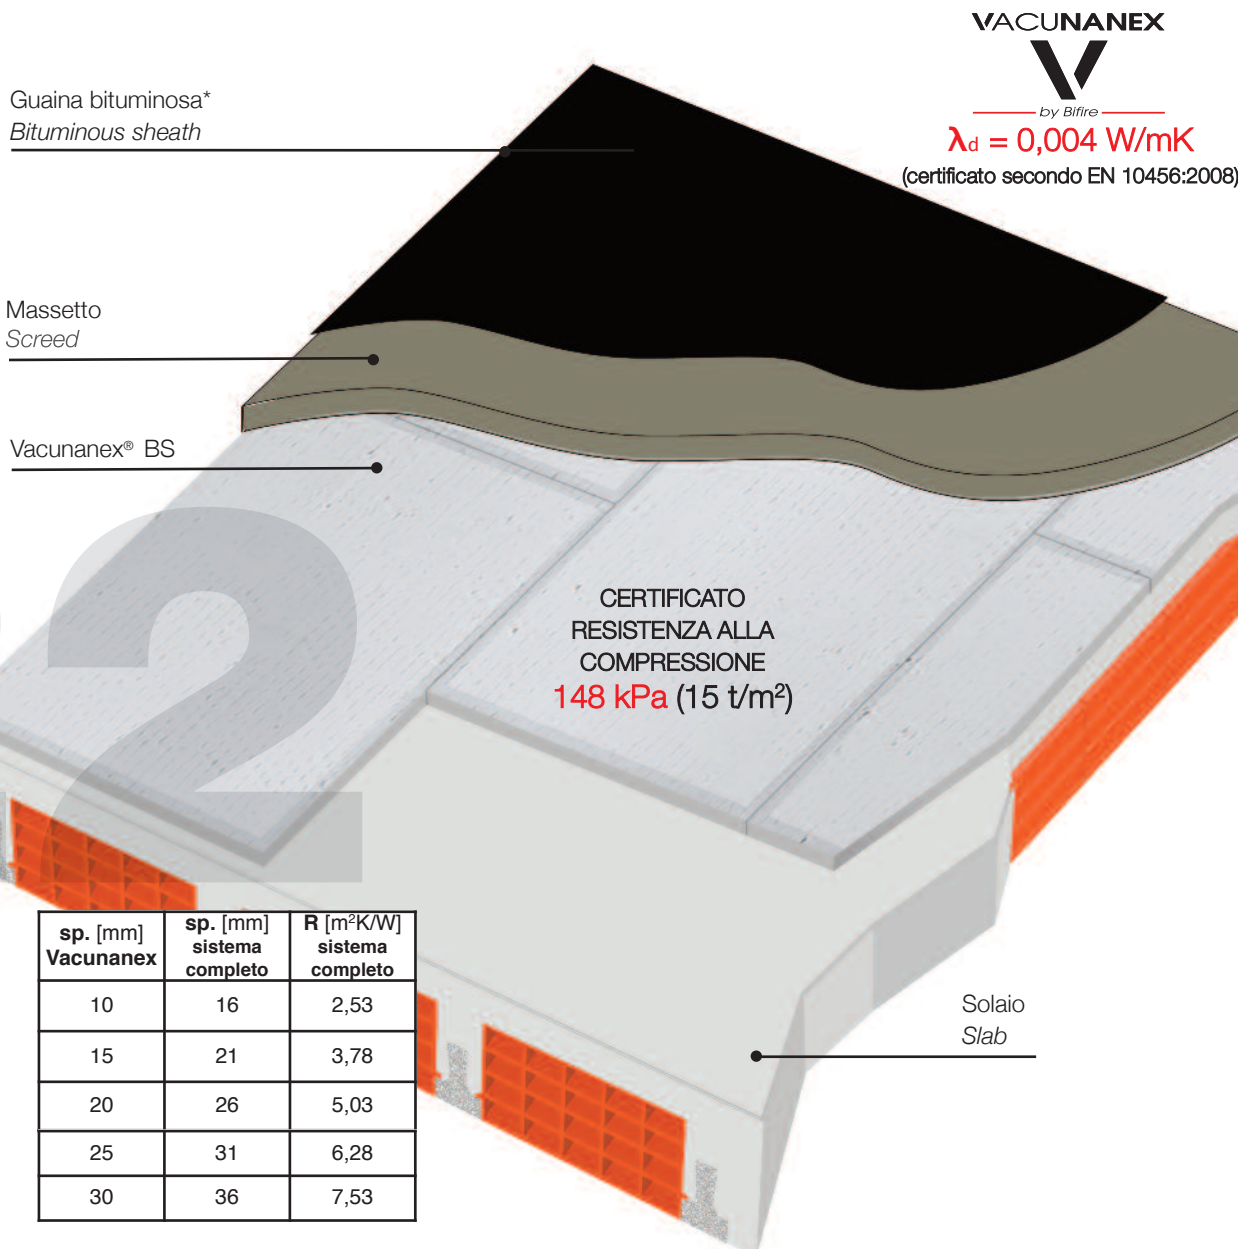 VACUNANEX
by Bifire
λd = 0,004 W/mK
(certificato secondo EN 10456:2008)
Guaina bituminosa*
Bituminous sheath
Massetto
Screed
Vacunanex® BS
2
CERTIFICATO
RESISTENZA ALLA
COMPRESSIONE
148 kPa (15 t/m²)
sp. [mm] Vacunanex | sp. [mm] sistema completo | R [m²K/W] sistema completo
10 16 2,53
15 21 3,78
20 26 5,03
25 31 6,28
30 36 7,53
Solaio
Slab